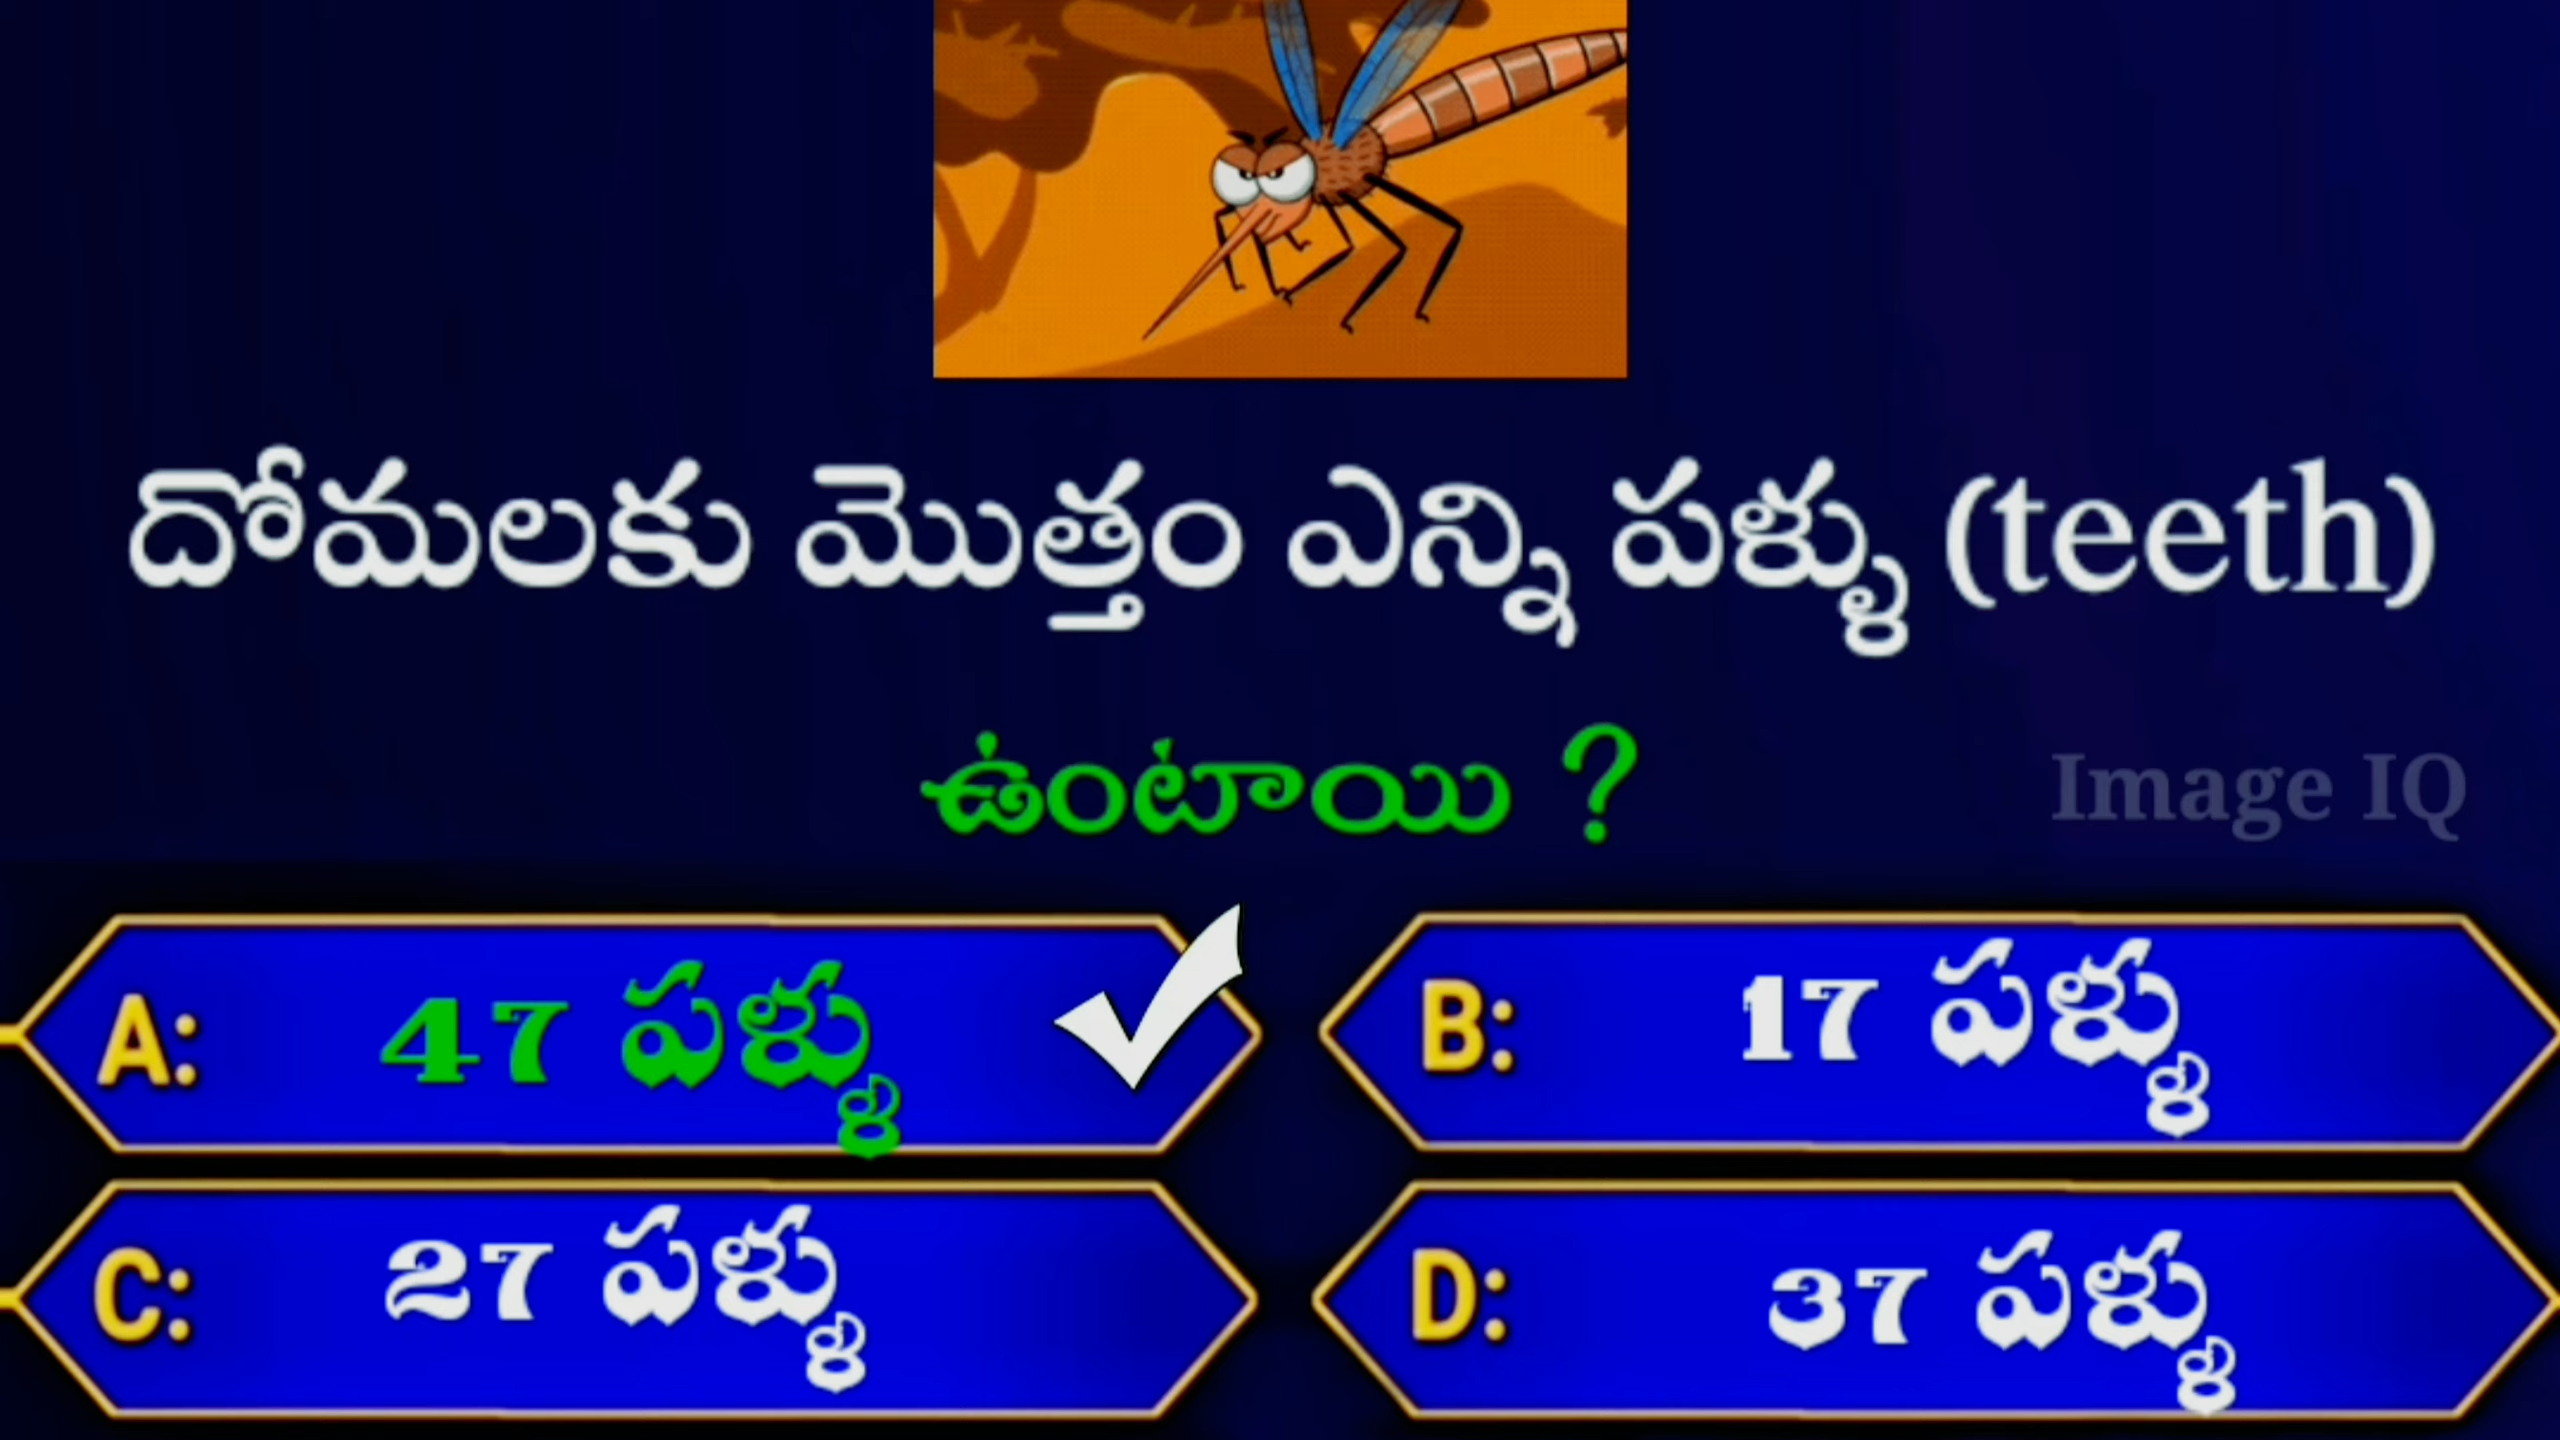 దోమలకు మొత్తం ఎన్ని పళ్ళు (teeth)
ఉంటాయి ?
Image IQ
A: 47 పళ్ళు
B: 17 పళ్ళు
C: 27 పళ్ళు
D: 37 పళ్ళు